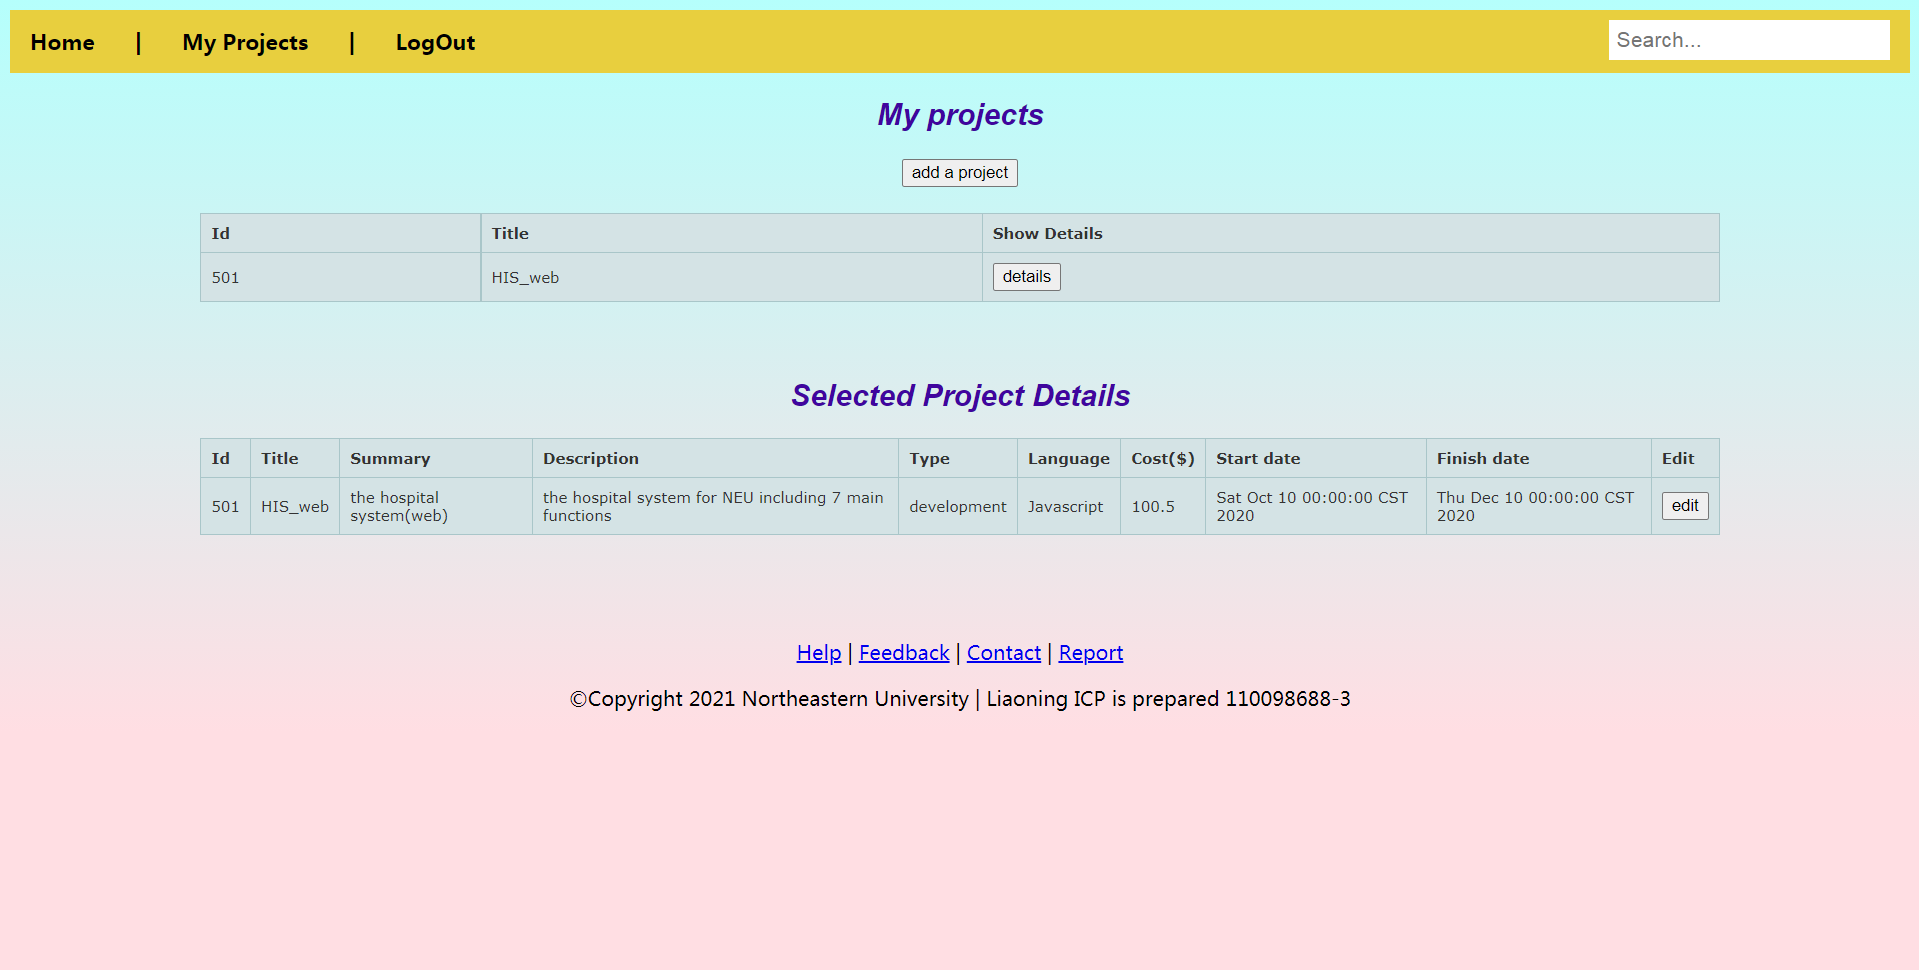 Home | My Projects | LogOut Search...
My projects
add a project
Id Title Show Details
501 HIS_web details
Selected Project Details
Id Title Summary Description Type Language Cost($) Start date Finish date Edit
501 HIS_web the hospital system(web) the hospital system for NEU including 7 main functions development Javascript 100.5 Sat Oct 10 00:00:00 CST 2020 Thu Dec 10 00:00:00 CST 2020 edit
Help | Feedback | Contact | Report
©Copyright 2021 Northeastern University | Liaoning ICP is prepared 110098688-3